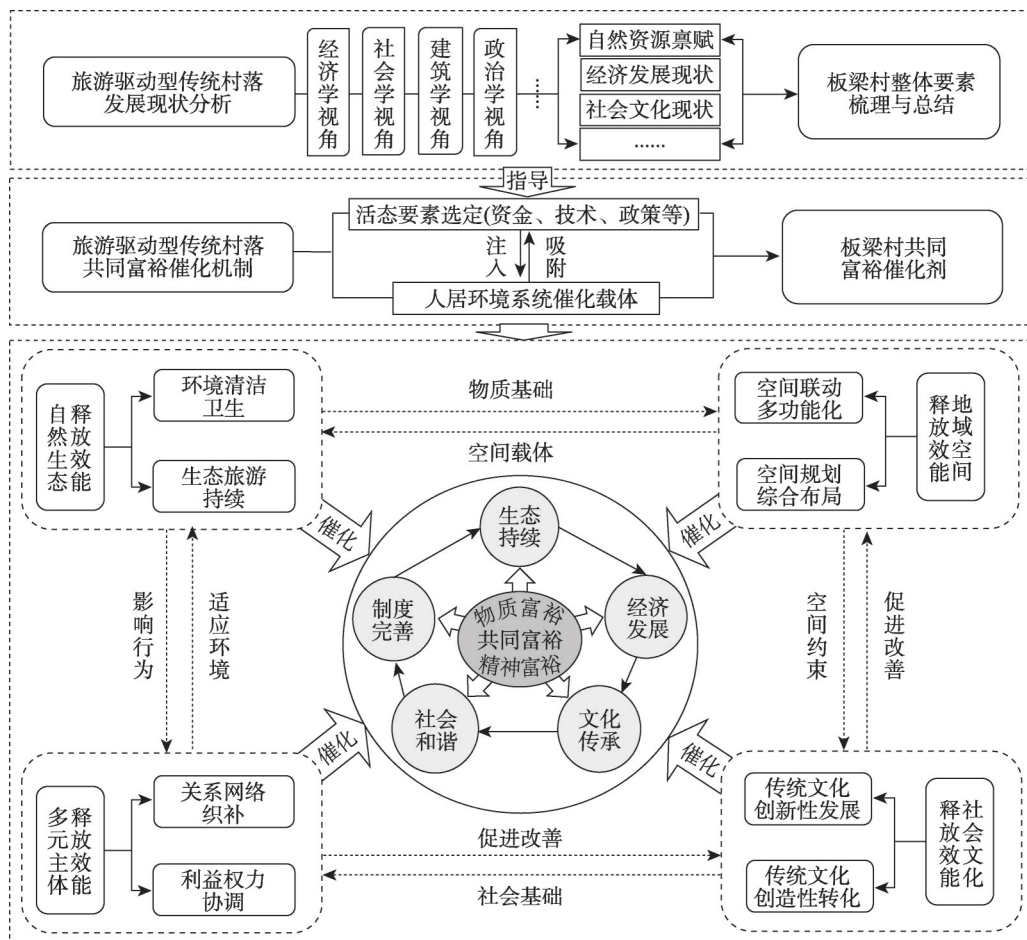 旅游驱动型传统村落
发展现状分析
经济学视角
社会学视角
建筑学视角
政治学视角
……
自然资源禀赋
经济发展现状
社会文化现状
……
板梁村整体要素
梳理与总结
指导
旅游驱动型传统村落
共同富裕催化机制
活态要素选定(资金、技术、政策等)
注入
吸附
人居环境系统催化载体
板梁村共同
富裕催化剂
自然生态
释放效能
环境清洁
卫生
生态旅游
持续
物质基础
空间载体
空间联动
多功能化
空间规划
综合布局
地域空间
释放效能
催化
催化
生态
持续
制度
完善
经济
发展
物质富裕
共同富裕
精神富裕
社会
和谐
文化
传承
影响行为
适应环境
空间约束
促进改善
催化
催化
多元主体
释放效能
关系网络
织补
利益权力
协调
促进改善
社会基础
传统文化
创新性发展
传统文化
创造性转化
社会文化
释放效能